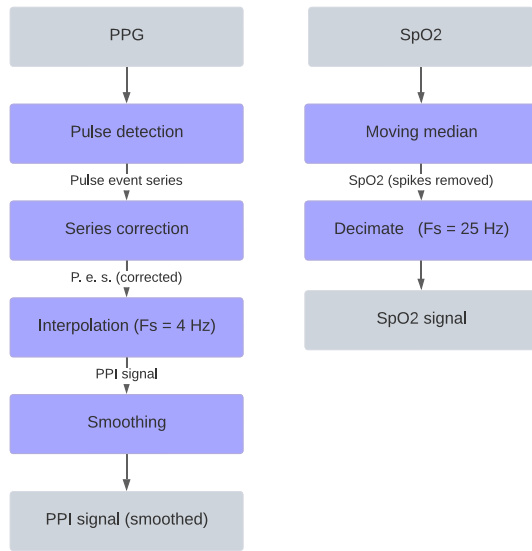 PPG
Pulse detection
Pulse event series
Series correction
P. e. s. (corrected)
Interpolation (Fs = 4 Hz)
PPI signal
Smoothing
PPI signal (smoothed)
SpO2
Moving median
SpO2 (spikes removed)
Decimate (Fs = 25 Hz)
SpO2 signal